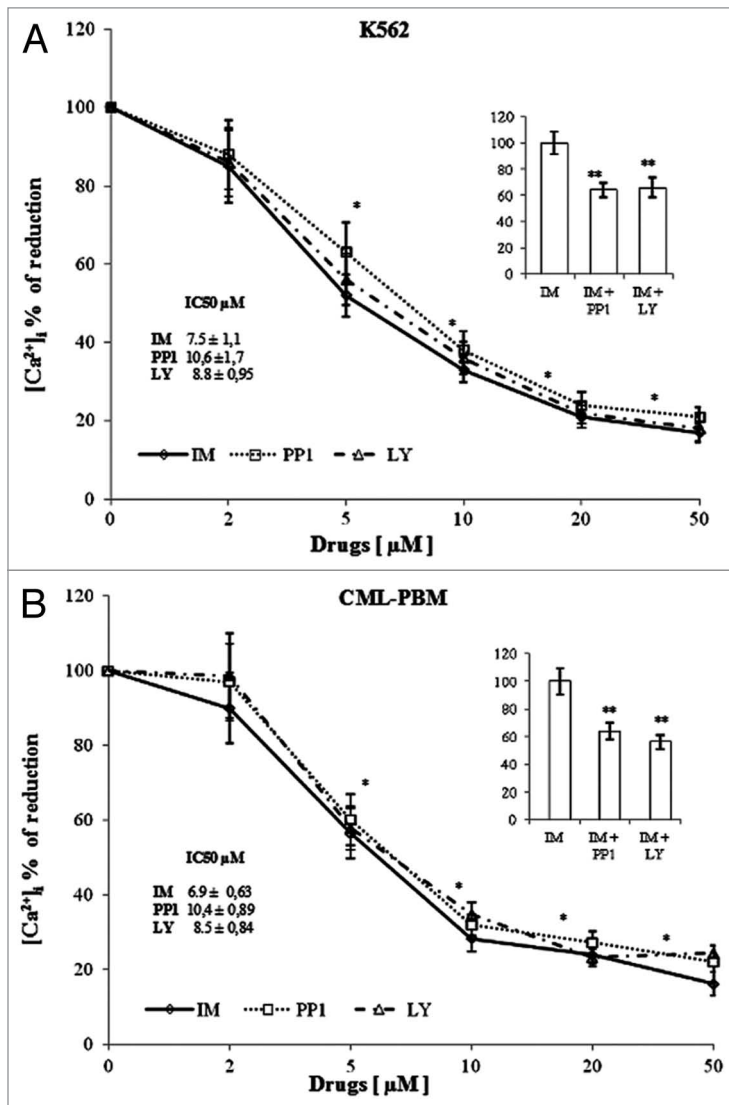 A
K562
120
100
80
60
40
20
0
[Ca²⁺]ᵢ % of reduction
*
*
*
*
120
100
80
60
40
20
0
**
**
IM
IM + PP1
IM + LY
IC50 µM
IM 7.5 ± 1,1
PP1 10,6 ±1,7
LY 8.8 ± 0,95
IM PP1 LY
0 2 5 10 20 50
Drugs [ µM ]
B
CML-PBM
120
100
80
60
40
20
0
[Ca²⁺]ᵢ % of reduction
*
*
*
*
120
100
80
60
40
20
0
**
**
IM
IM + PP1
IM + LY
IC50 µM
IM 6.9 ± 0,63
PP1 10,4 ± 0,89
LY 8.5 ± 0,84
IM PP1 LY
0 2 5 10 20 50
Drugs [ µM ]